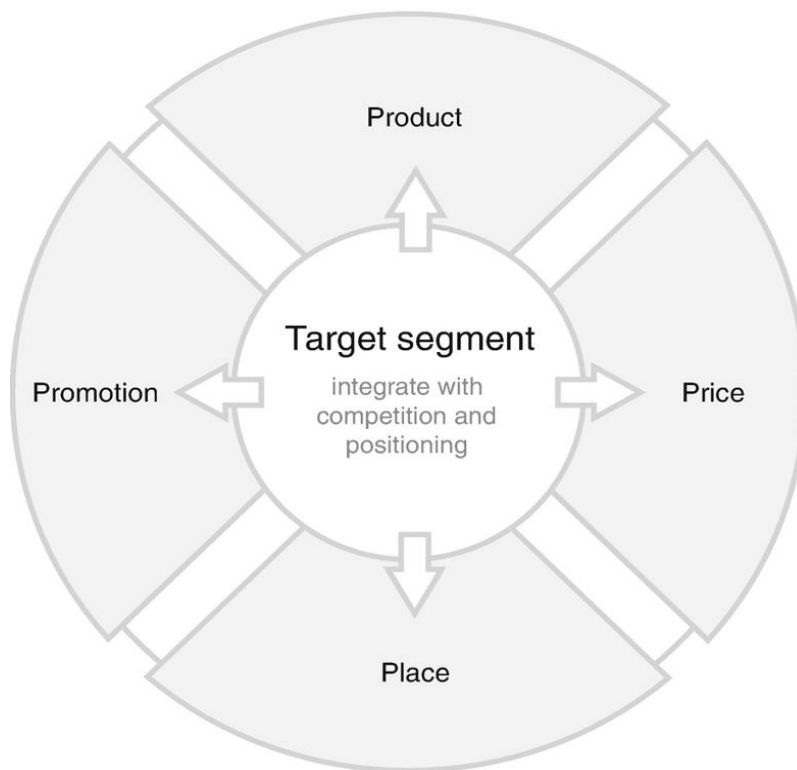 Product
Target segment
integrate with
competition and
positioning
Promotion
Price
Place